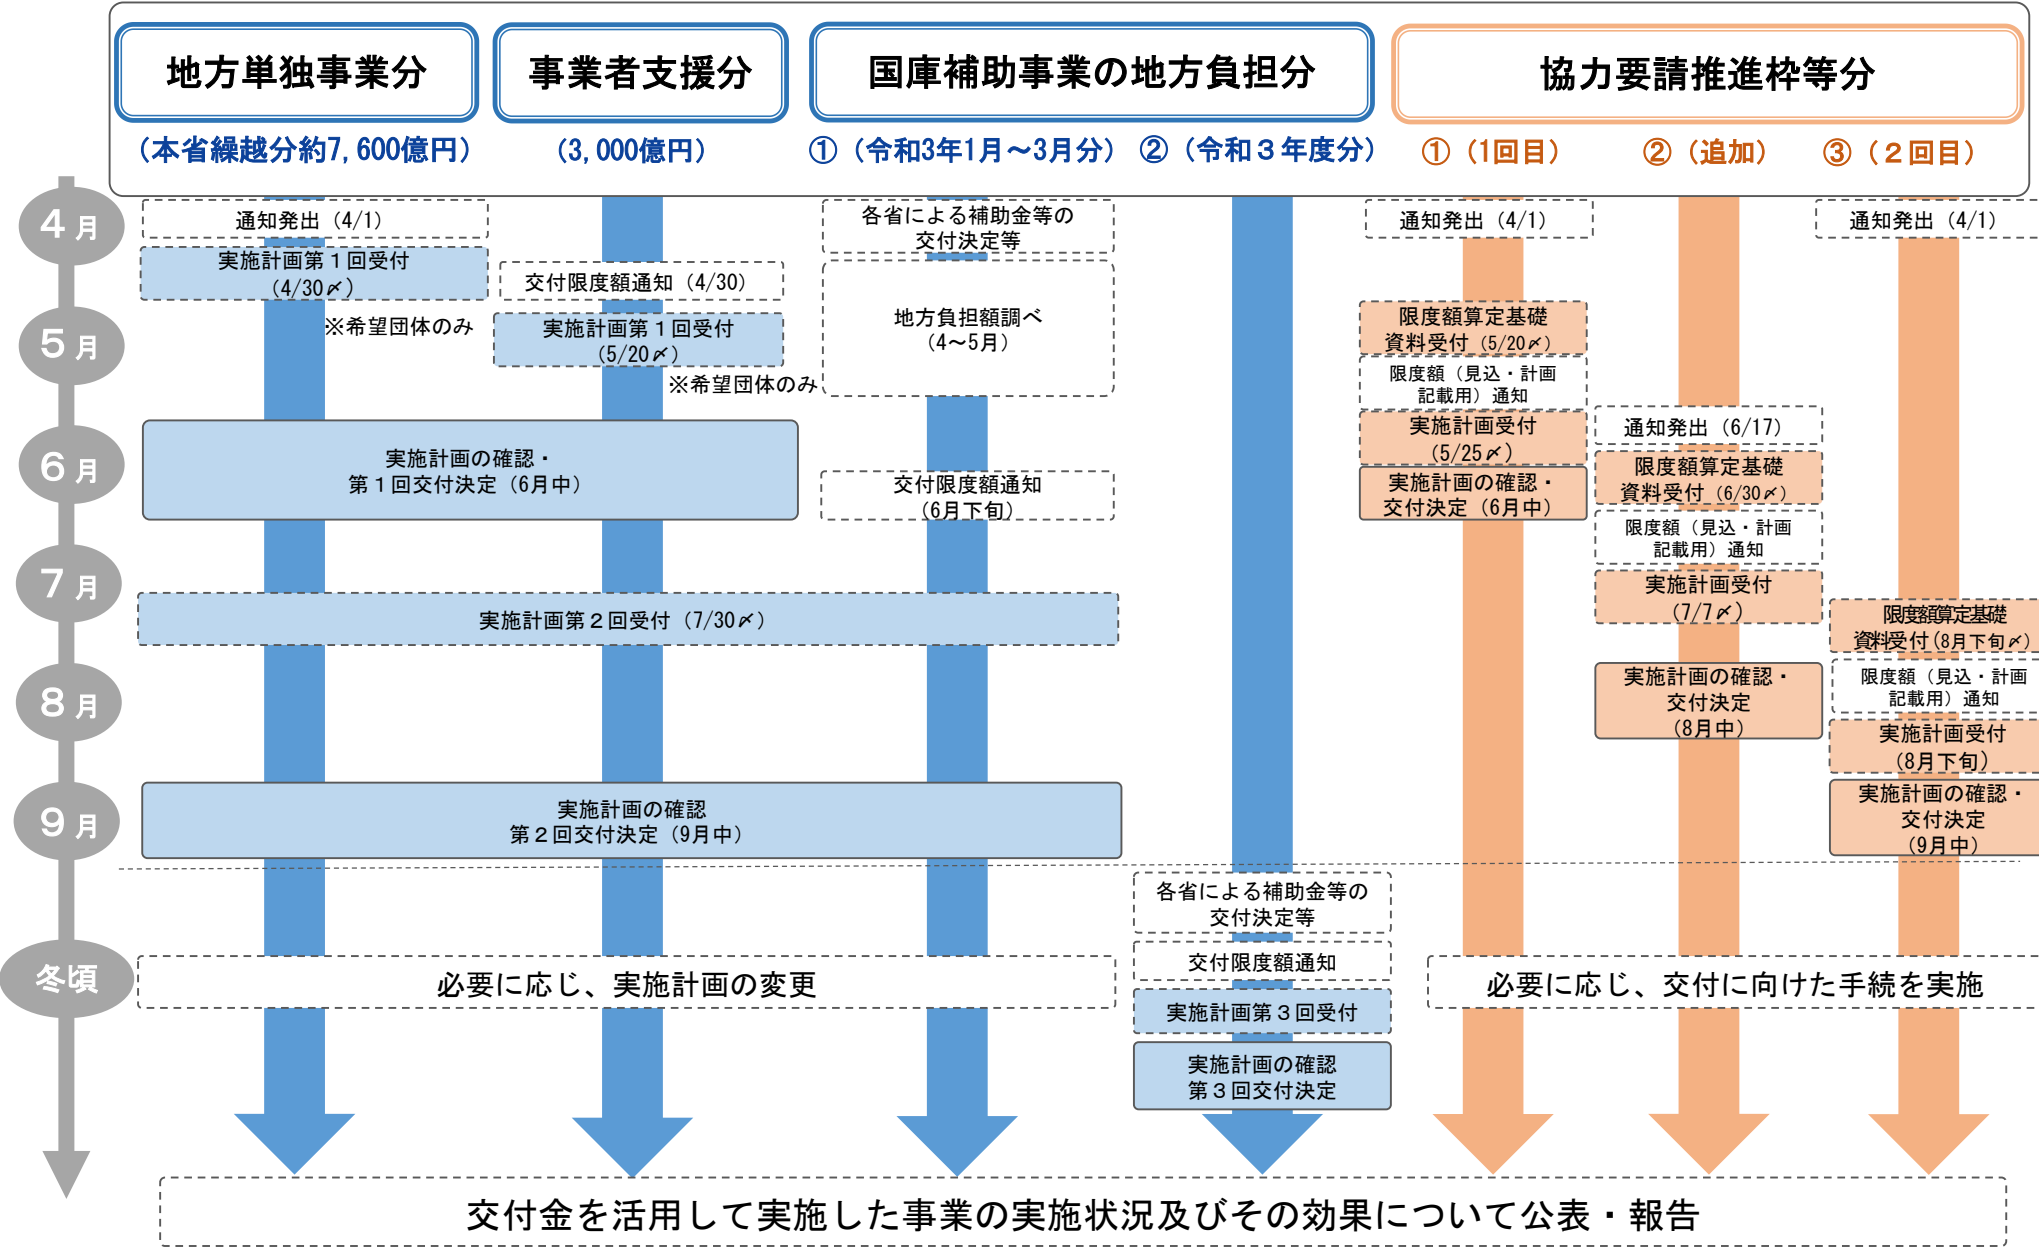 地方単独事業分
事業者支援分
国庫補助事業の地方負担分
協力要請推進枠等分
（本省繰越分約7,600億円）
（3,000億円）
①（令和3年1月～3月分）
②（令和３年度分）
①（1回目）
②（追加）
③（２回目）
４月
５月
６月
７月
８月
９月
冬頃
通知発出（4/1）
実施計画第１回受付
（4/30〆）
※希望団体のみ
交付限度額通知（4/30）
実施計画第１回受付
（5/20〆）
※希望団体のみ
各省による補助金等の
交付決定等
地方負担額調べ
（4～5月）
実施計画の確認・
第１回交付決定（6月中）
交付限度額通知
（6月下旬）
実施計画第２回受付（7/30〆）
実施計画の確認
第２回交付決定（9月中）
必要に応じ、実施計画の変更
各省による補助金等の
交付決定等
交付限度額通知
実施計画第３回受付
実施計画の確認
第３回交付決定
通知発出（4/1）
限度額算定基礎
資料受付（5/20〆）
限度額（見込・計画
記載用）通知
実施計画受付
（5/25〆）
実施計画の確認・
交付決定（6月中）
通知発出（6/17）
限度額算定基礎
資料受付（6/30〆）
限度額（見込・計画
記載用）通知
実施計画受付
（7/7〆）
実施計画の確認・
交付決定
（8月中）
通知発出（4/1）
限度額算定基礎
資料受付（8月下旬〆）
限度額（見込・計画
記載用）通知
実施計画受付
（8月下旬）
実施計画の確認・
交付決定
（9月中）
必要に応じ、交付に向けた手続を実施
交付金を活用して実施した事業の実施状況及びその効果について公表・報告